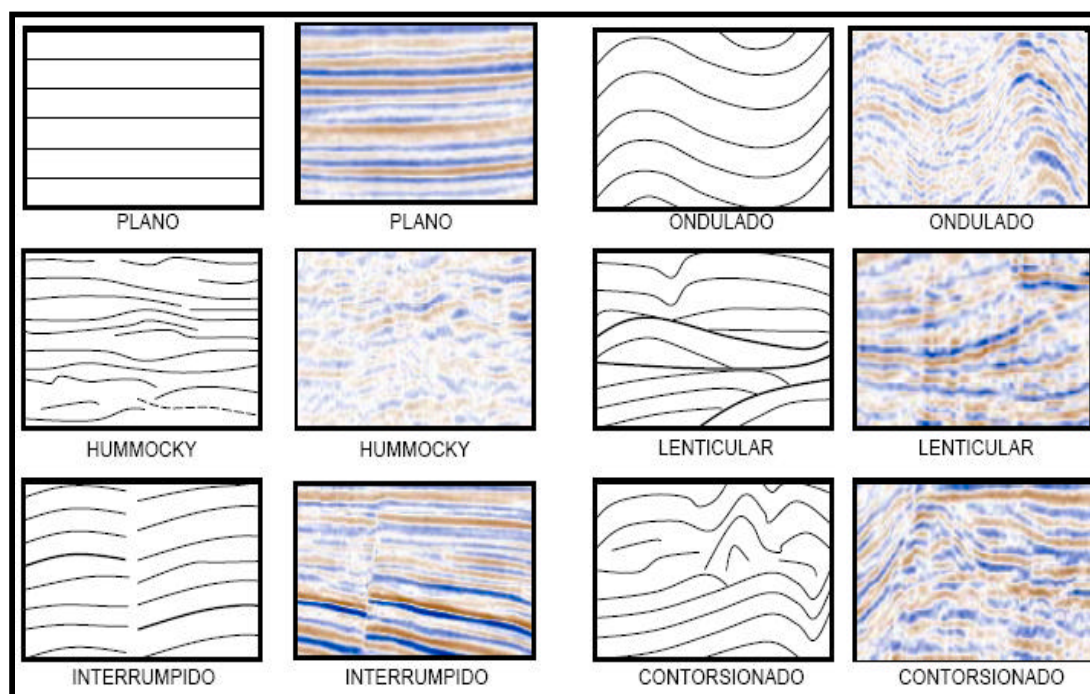 PLANO
PLANO
ONDULADO
ONDULADO
HUMMOCKY
HUMMOCKY
LENTICULAR
LENTICULAR
INTERRUMPIDO
INTERRUMPIDO
CONTORSIONADO
CONTORSIONADO